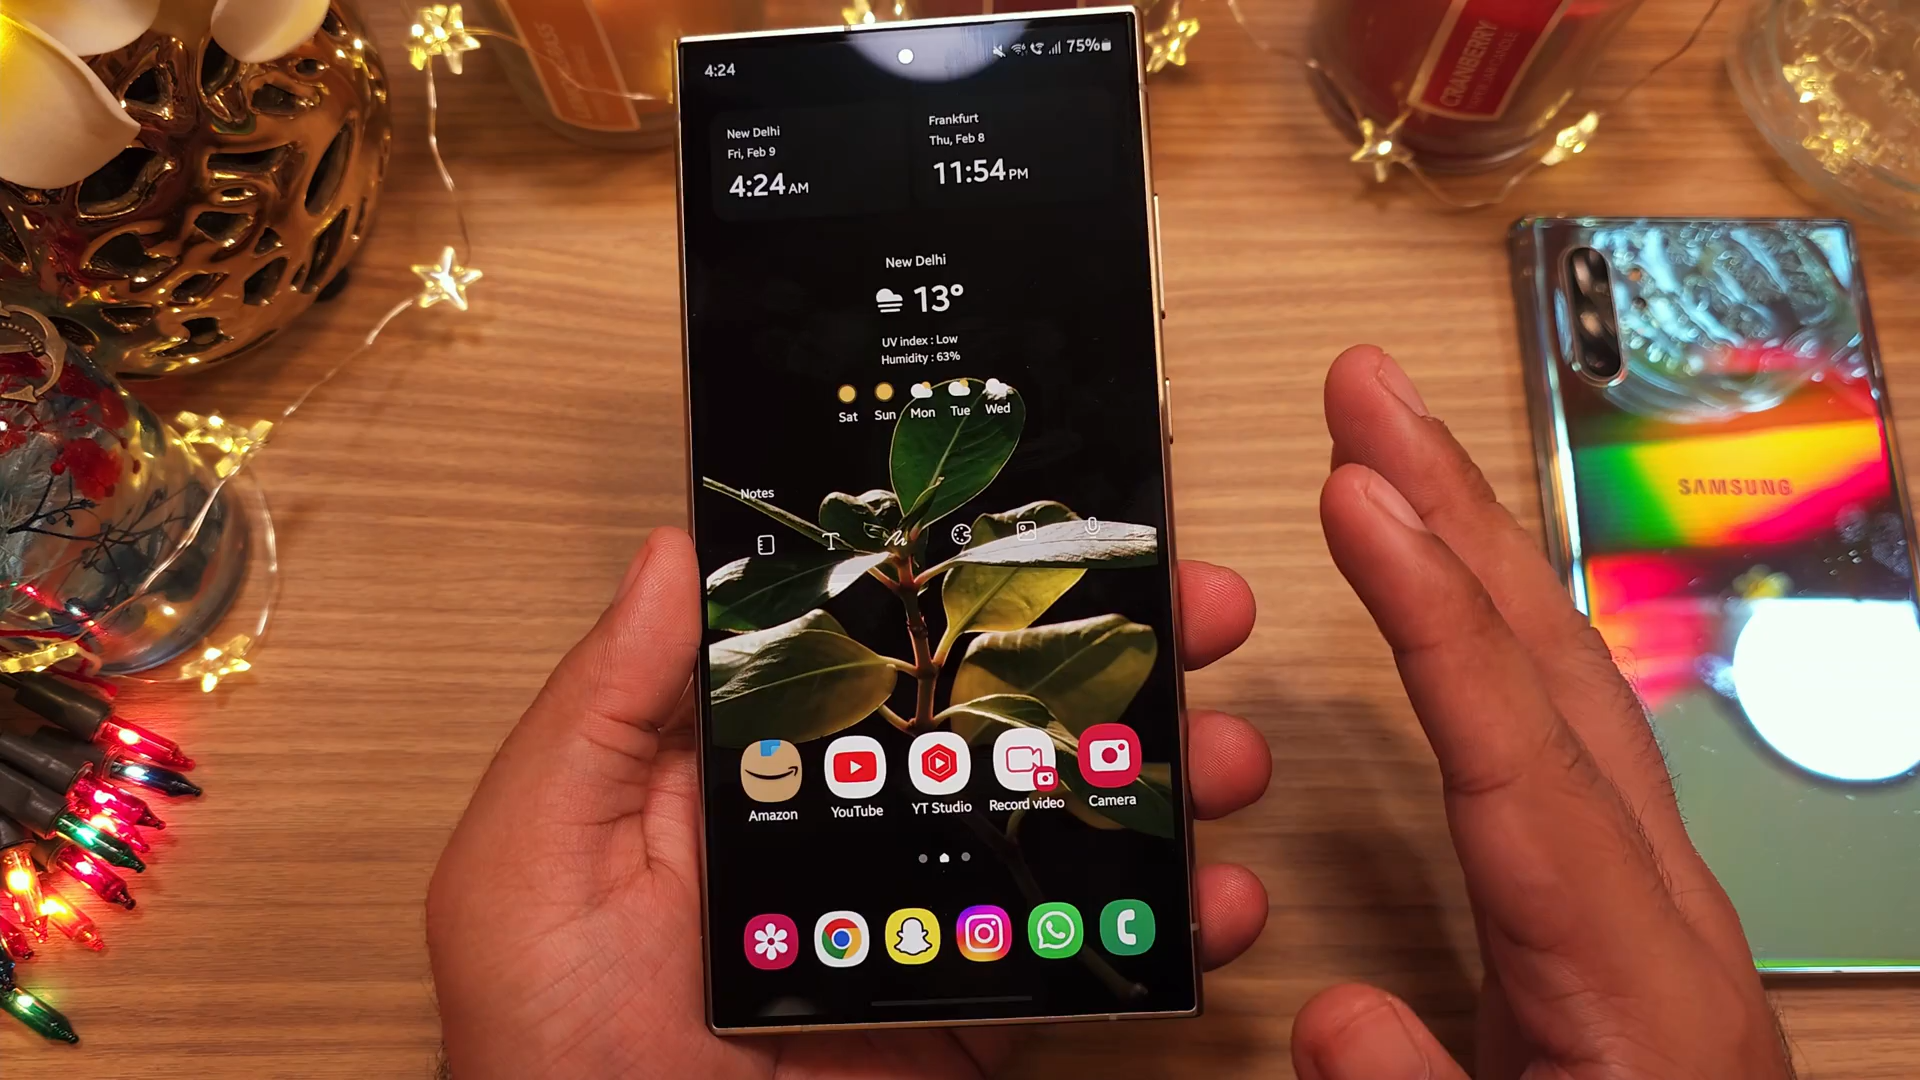 4:24
75%
New Delhi
Fri, Feb 9
4:24 AM
Frankfurt
Thu, Feb 8
11:54 PM
New Delhi
13°
UV index : Low
Humidity : 63%
Sat Sun Mon Tue Wed
Notes
Amazon YouTube YT Studio Record video Camera
CRANBERRY
SAMSUNG